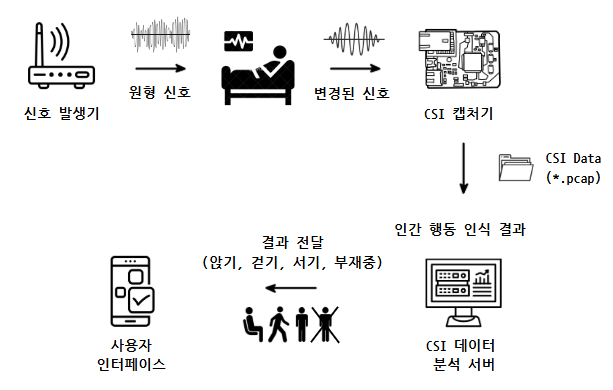 원형 신호
변경된 신호
신호 발생기
CSI 캡처기
CSI Data
(*.pcap)
인간 행동 인식 결과
결과 전달
(앉기, 걷기, 서기, 부재중)
사용자
인터페이스
CSI 데이터
분석 서버